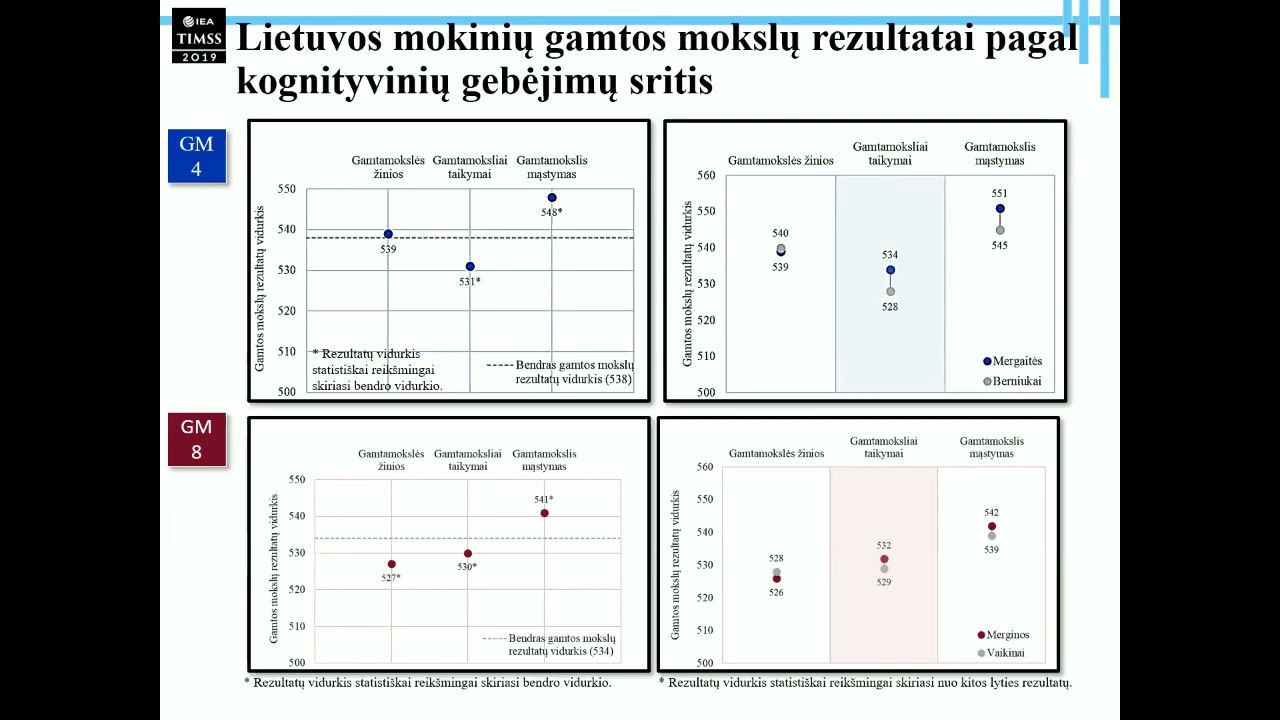 IEA
TIMSS
2019
Lietuvos mokinių gamtos mokslų rezultatai pagal
kognityvinių gebėjimų sritis
GM
4
Gamtamokslės
žinios
Gamtamoksliai
taikymai
Gamtamokslis
mąstymas
Gamtos mokslų rezultatų vidurkis
550
540
530
520
510
500
539
531*
548*
* Rezultatų vidurkis
statistiškai reikšmingai
skiriasi bendro vidurkio.
Bendras gamtos mokslų
rezultatų vidurkis (538)
Gamtamokslės žinios
Gamtamoksliai
taikymai
Gamtamokslis
mąstymas
Gamtos mokslų rezultatų vidurkis
560
550
540
530
520
510
500
540
539
534
528
551
545
Mergaitės
Berniukai
GM
8
Gamtamokslės
žinios
Gamtamoksliai
taikymai
Gamtamokslis
mąstymas
Gamtos mokslų rezultatų vidurkis
550
540
530
520
510
500
527*
530*
541*
Bendras gamtos mokslų
rezultatų vidurkis (534)
* Rezultatų vidurkis statistiškai reikšmingai skiriasi bendro vidurkio.
Gamtamokslės žinios
Gamtamoksliai
taikymai
Gamtamokslis
mąstymas
Gamtos mokslų rezultatų vidurkis
560
550
540
530
520
510
500
528
526
532
529
542
539
Merginos
Vaikinai
* Rezultatų vidurkis statistiškai reikšmingai skiriasi nuo kitos lyties rezultatų.